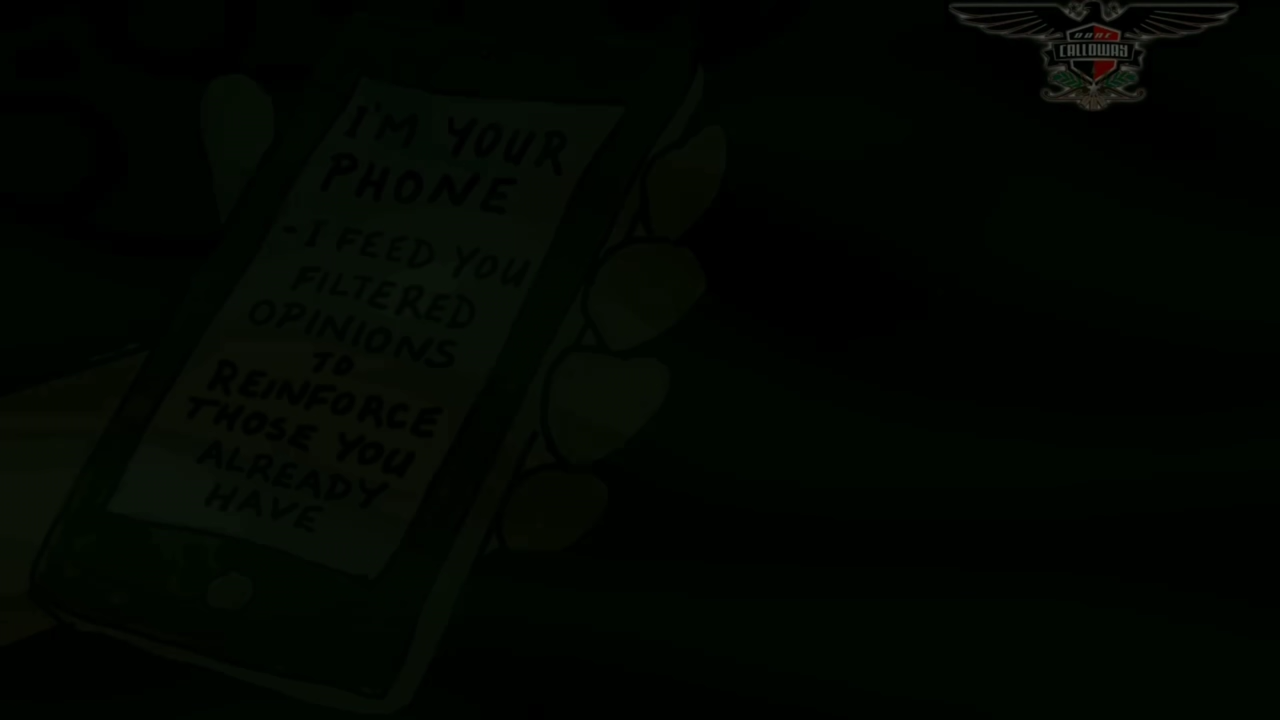 I'M YOUR
PHONE
- I FEED YOU
FILTERED
OPINIONS
TO
REINFORCE
THOSE YOU
ALREADY
HAVE
CALLOWAY